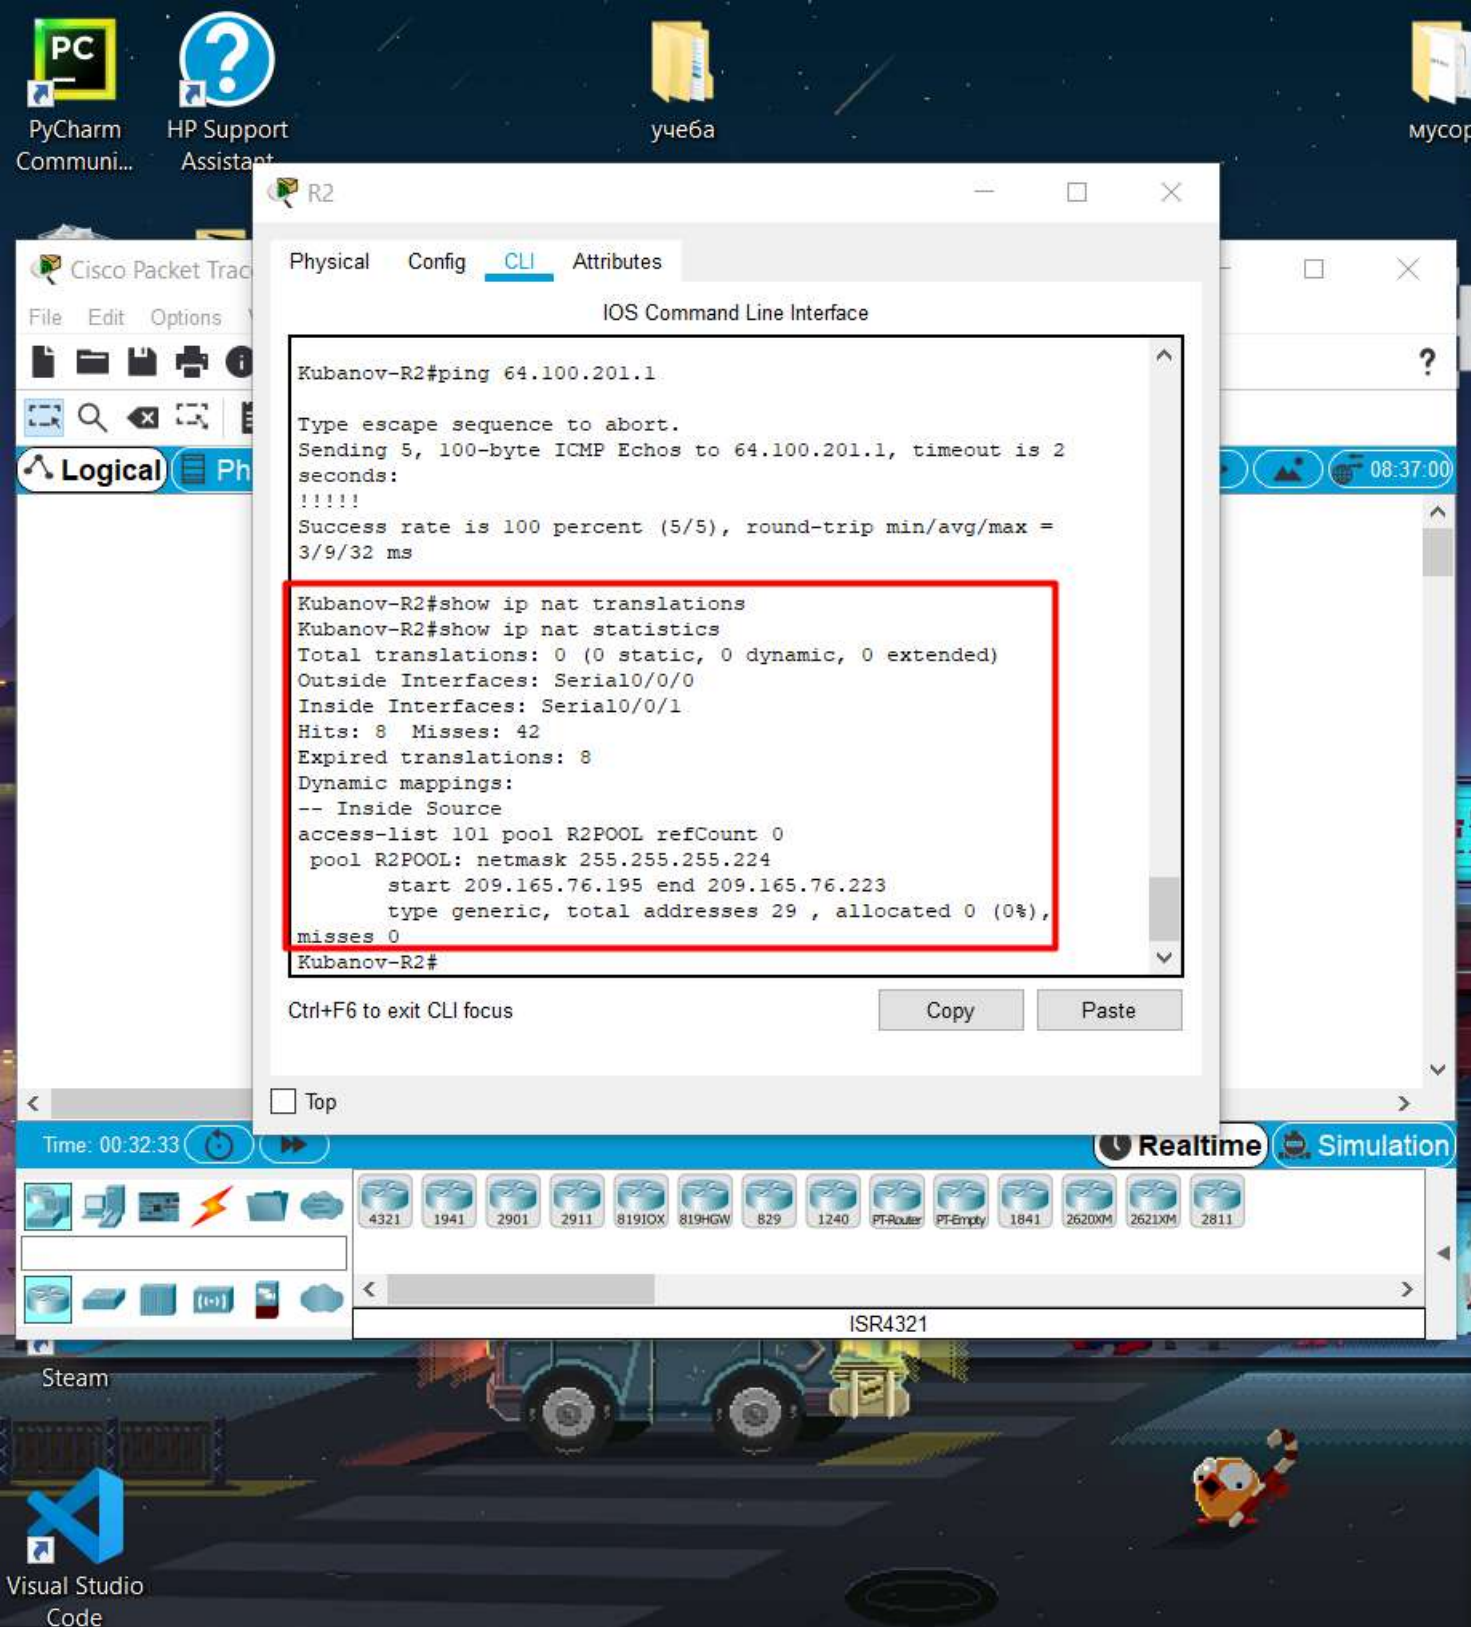 PC
PyCharm
Communi...
HP Support
Assistant
учеба
мусор
R2
Physical Config CLI Attributes
IOS Command Line Interface
Kubanov-R2#ping 64.100.201.1
Type escape sequence to abort.
Sending 5, 100-byte ICMP Echos to 64.100.201.1, timeout is 2
seconds:
!!!!!
Success rate is 100 percent (5/5), round-trip min/avg/max =
3/9/32 ms
Kubanov-R2#show ip nat translations
Kubanov-R2#show ip nat statistics
Total translations: 0 (0 static, 0 dynamic, 0 extended)
Outside Interfaces: Serial0/0/0
Inside Interfaces: Serial0/0/1
Hits: 8 Misses: 42
Expired translations: 8
Dynamic mappings:
-- Inside Source
access-list 101 pool R2POOL refCount 0
pool R2POOL: netmask 255.255.255.224
start 209.165.76.195 end 209.165.76.223
type generic, total addresses 29 , allocated 0 (0%),
misses 0
Kubanov-R2#
Ctrl+F6 to exit CLI focus
Copy Paste
Top
Cisco Packet Trac
File Edit Options
?
Logical
Ph
08:37:00
Time: 00:32:33
Realtime Simulation
4321 1941 2901 2911 819IOX 819HGW 829 1240 PT-Router PT-Empty 1841 2620XM 2621XM 2811
ISR4321
Steam
Visual Studio
Code